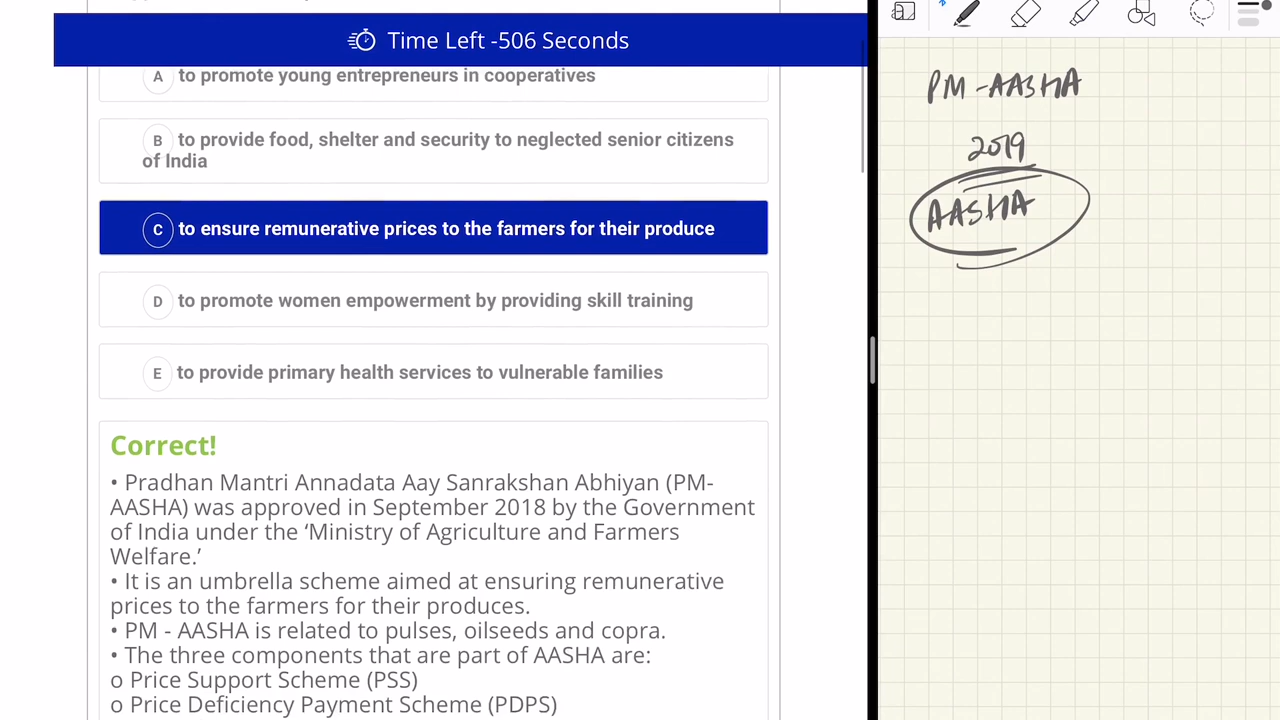 Time Left -506 Seconds
A to promote young entrepreneurs in cooperatives
B to provide food, shelter and security to neglected senior citizens
of India
C to ensure remunerative prices to the farmers for their produce
D to promote women empowerment by providing skill training
E to provide primary health services to vulnerable families
Correct!
• Pradhan Mantri Annadata Aay Sanrakshan Abhiyan (PM-
AASHA) was approved in September 2018 by the Government
of India under the ‘Ministry of Agriculture and Farmers
Welfare.’
• It is an umbrella scheme aimed at ensuring remunerative
prices to the farmers for their produces.
• PM - AASHA is related to pulses, oilseeds and copra.
• The three components that are part of AASHA are:
o Price Support Scheme (PSS)
o Price Deficiency Payment Scheme (PDPS)
PM-AASHA
2019
AASHA